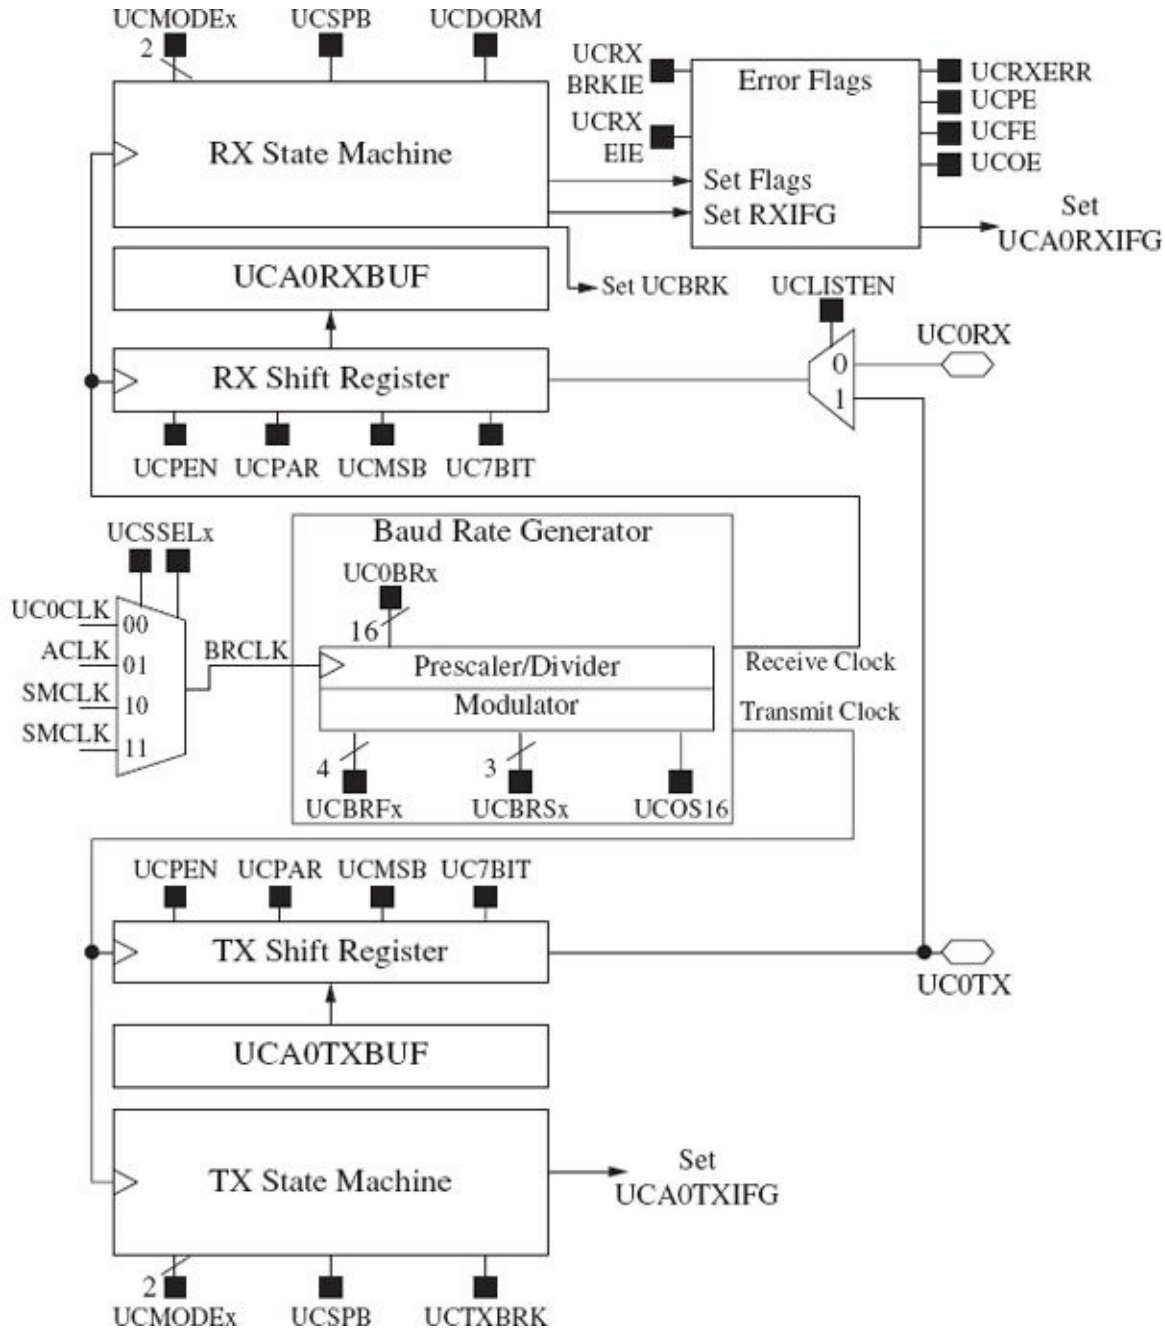 UCMODEx UCSPB UCDORM
2
RX State Machine
UCRX
BRKIE
UCRX
EIE
Error Flags
Set Flags
Set RXIFG
UCRXERR
UCPE
UCFE
UCOE
Set
UCA0RXIFG
UCA0RXBUF
Set UCBRK
UCLISTEN
UC0RX
0
1
RX Shift Register
UCPEN UCPAR UCMSB UC7BIT
UCSSELx
UC0CLK 00
ACLK 01
SMCLK 10
SMCLK 11
BRCLK
Baud Rate Generator
UC0BRx
16
Prescaler/Divider
Modulator
Receive Clock
Transmit Clock
4
3
UCBRFx UCBRSx UCOS16
UCPEN UCPAR UCMSB UC7BIT
TX Shift Register
UC0TX
UCA0TXBUF
TX State Machine
Set
UCA0TXIFG
2
UCMODEx UCSPB UCTXBRK